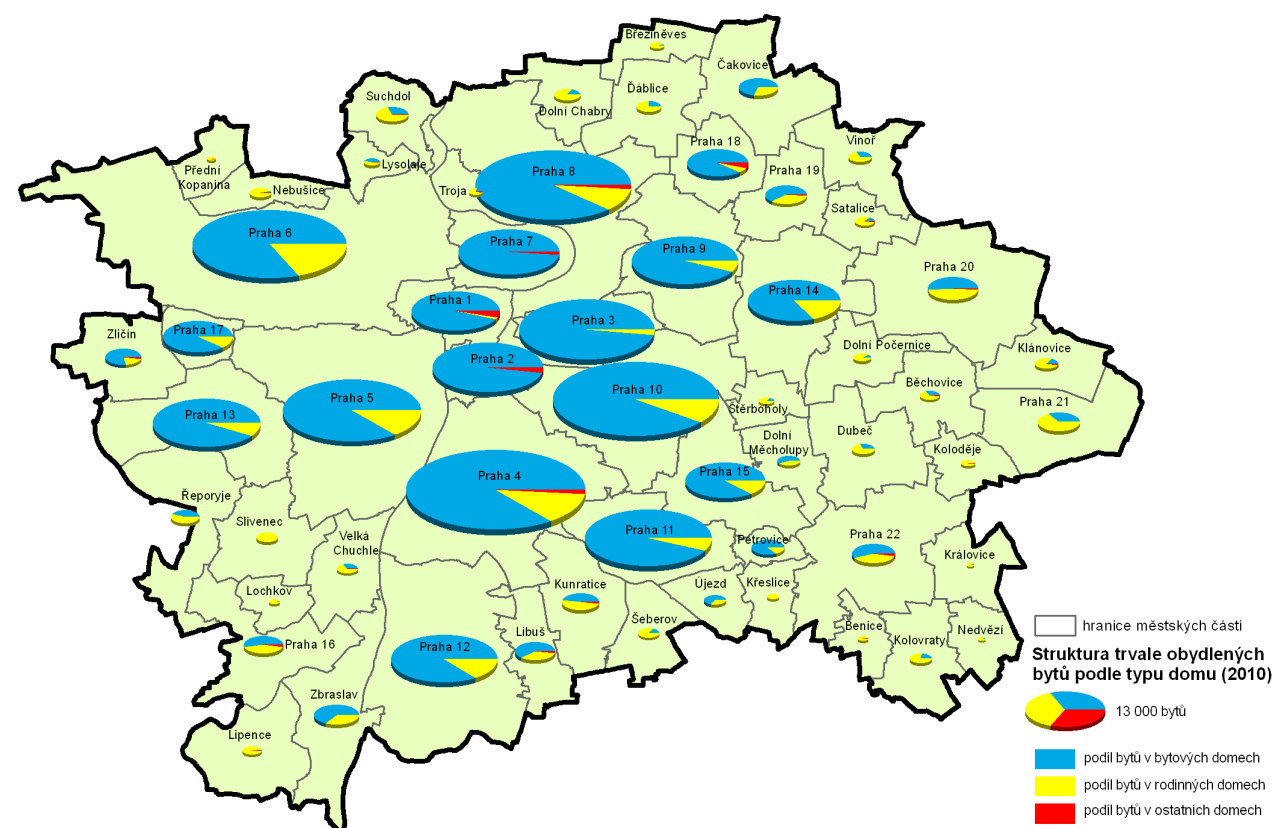 Březiněves
Čakovice
Suchdol
Ďáblice
Dolní Chabry
Praha 18
Vinoř
Lysolaje
Přední
Kopanina
Praha 8
Praha 19
Nebušice
Troja
Satalice
Praha 6
Praha 7
Praha 9
Praha 20
Praha 14
Praha 1
Praha 3
Zličín
Praha 17
Dolní Počernice
Klánovice
Praha 2
Běchovice
Praha 10
Praha 5
Štěrboholy
Praha 21
Praha 13
Dubeč
Dolní
Měcholupy
Koloděje
Praha 4
Praha 15
Řeporyje
Slivenec
Praha 11
Velká
Chuchle
Petrovice
Praha 22
Královice
Kunratice
Újezd
Křeslice
Lochkov
Šeberov
Benice
Nedvězí
Libuš
Kolovraty
Praha 16
Praha 12
Zbraslav
Lipence
hranice městských části
Struktura trvale obydlených
bytů podle typu domu (2010)
13 000 bytů
podíl bytů v bytových domech
podíl bytů v rodinných domech
podíl bytů v ostatních domech